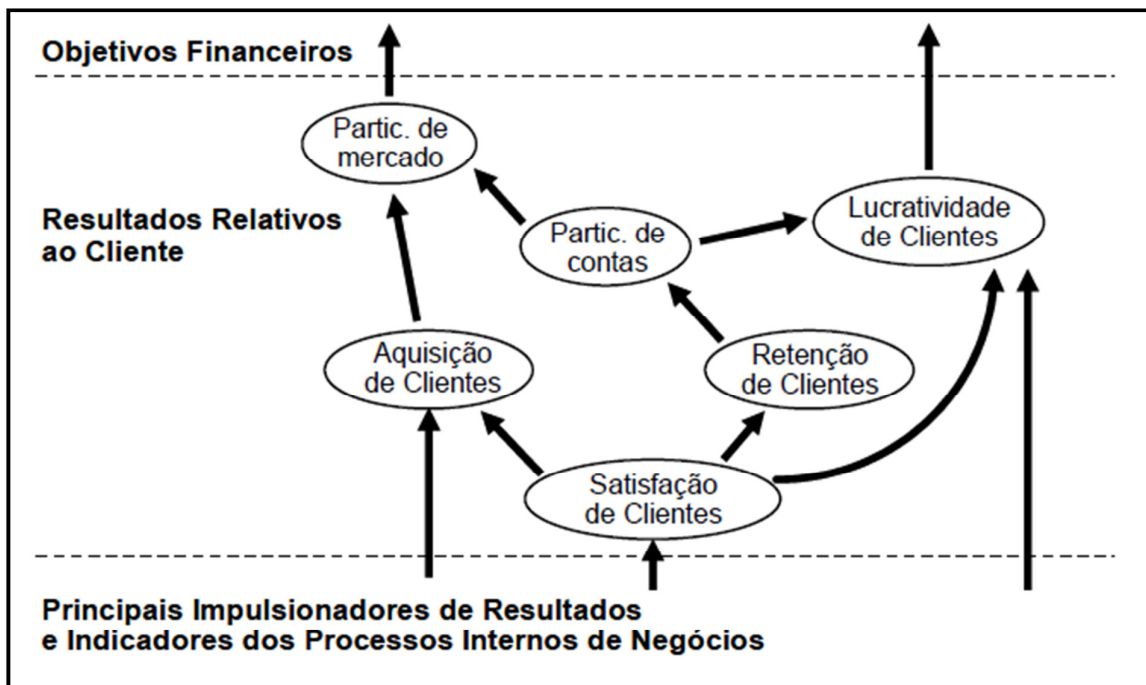 Objetivos Financeiros
Partic. de
mercado
Resultados Relativos
ao Cliente
Partic. de
contas
Lucratividade
de Clientes
Aquisição
de Clientes
Retenção
de Clientes
Satisfação
de Clientes
Principais Impulsionadores de Resultados
e Indicadores dos Processos Internos de Negócios